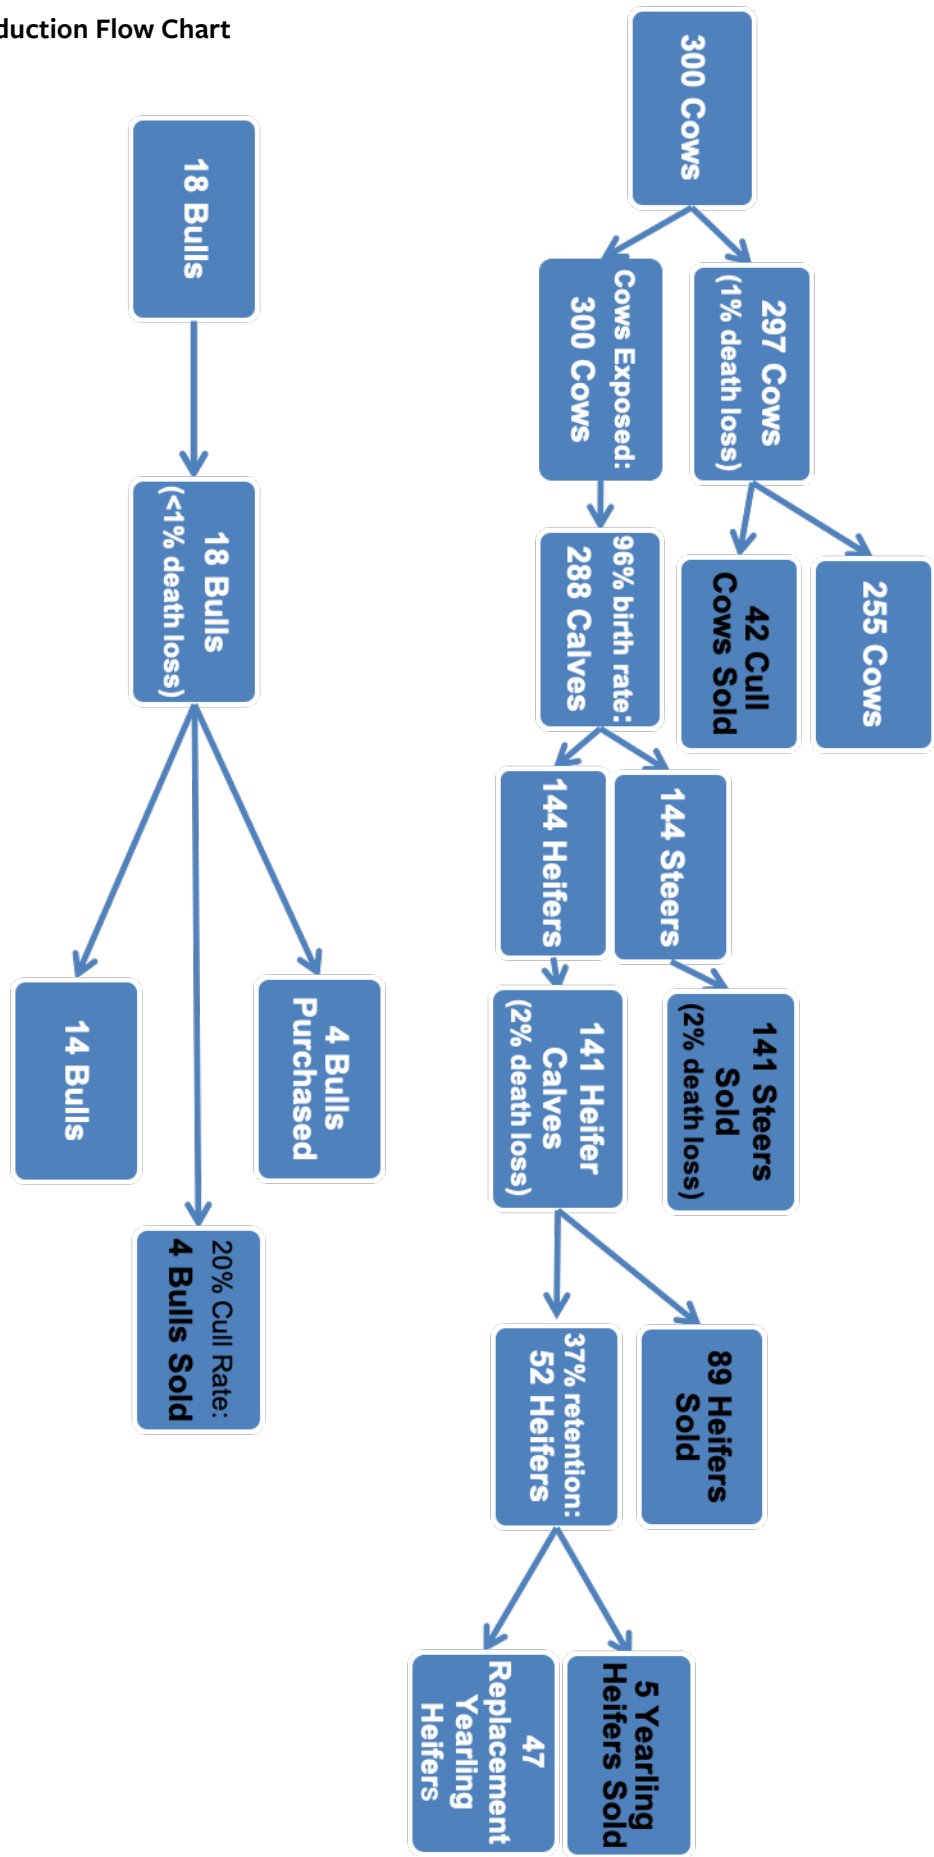 duction Flow Chart
300 Cows
297 Cows
(1% death loss)
255 Cows
42 Cull
Cows Sold
Cows Exposed:
300 Cows
96% birth rate:
288 Calves
144 Steers
141 Steers
Sold
(2% death loss)
144 Heifers
141 Heifer
Calves
(2% death loss)
89 Heifers
Sold
37% retention:
52 Heifers
5 Yearling
Heifers Sold
47
Replacement
Yearling
Heifers
18 Bulls
18 Bulls
(<1% death loss)
4 Bulls
Purchased
20% Cull Rate:
4 Bulls Sold
14 Bulls